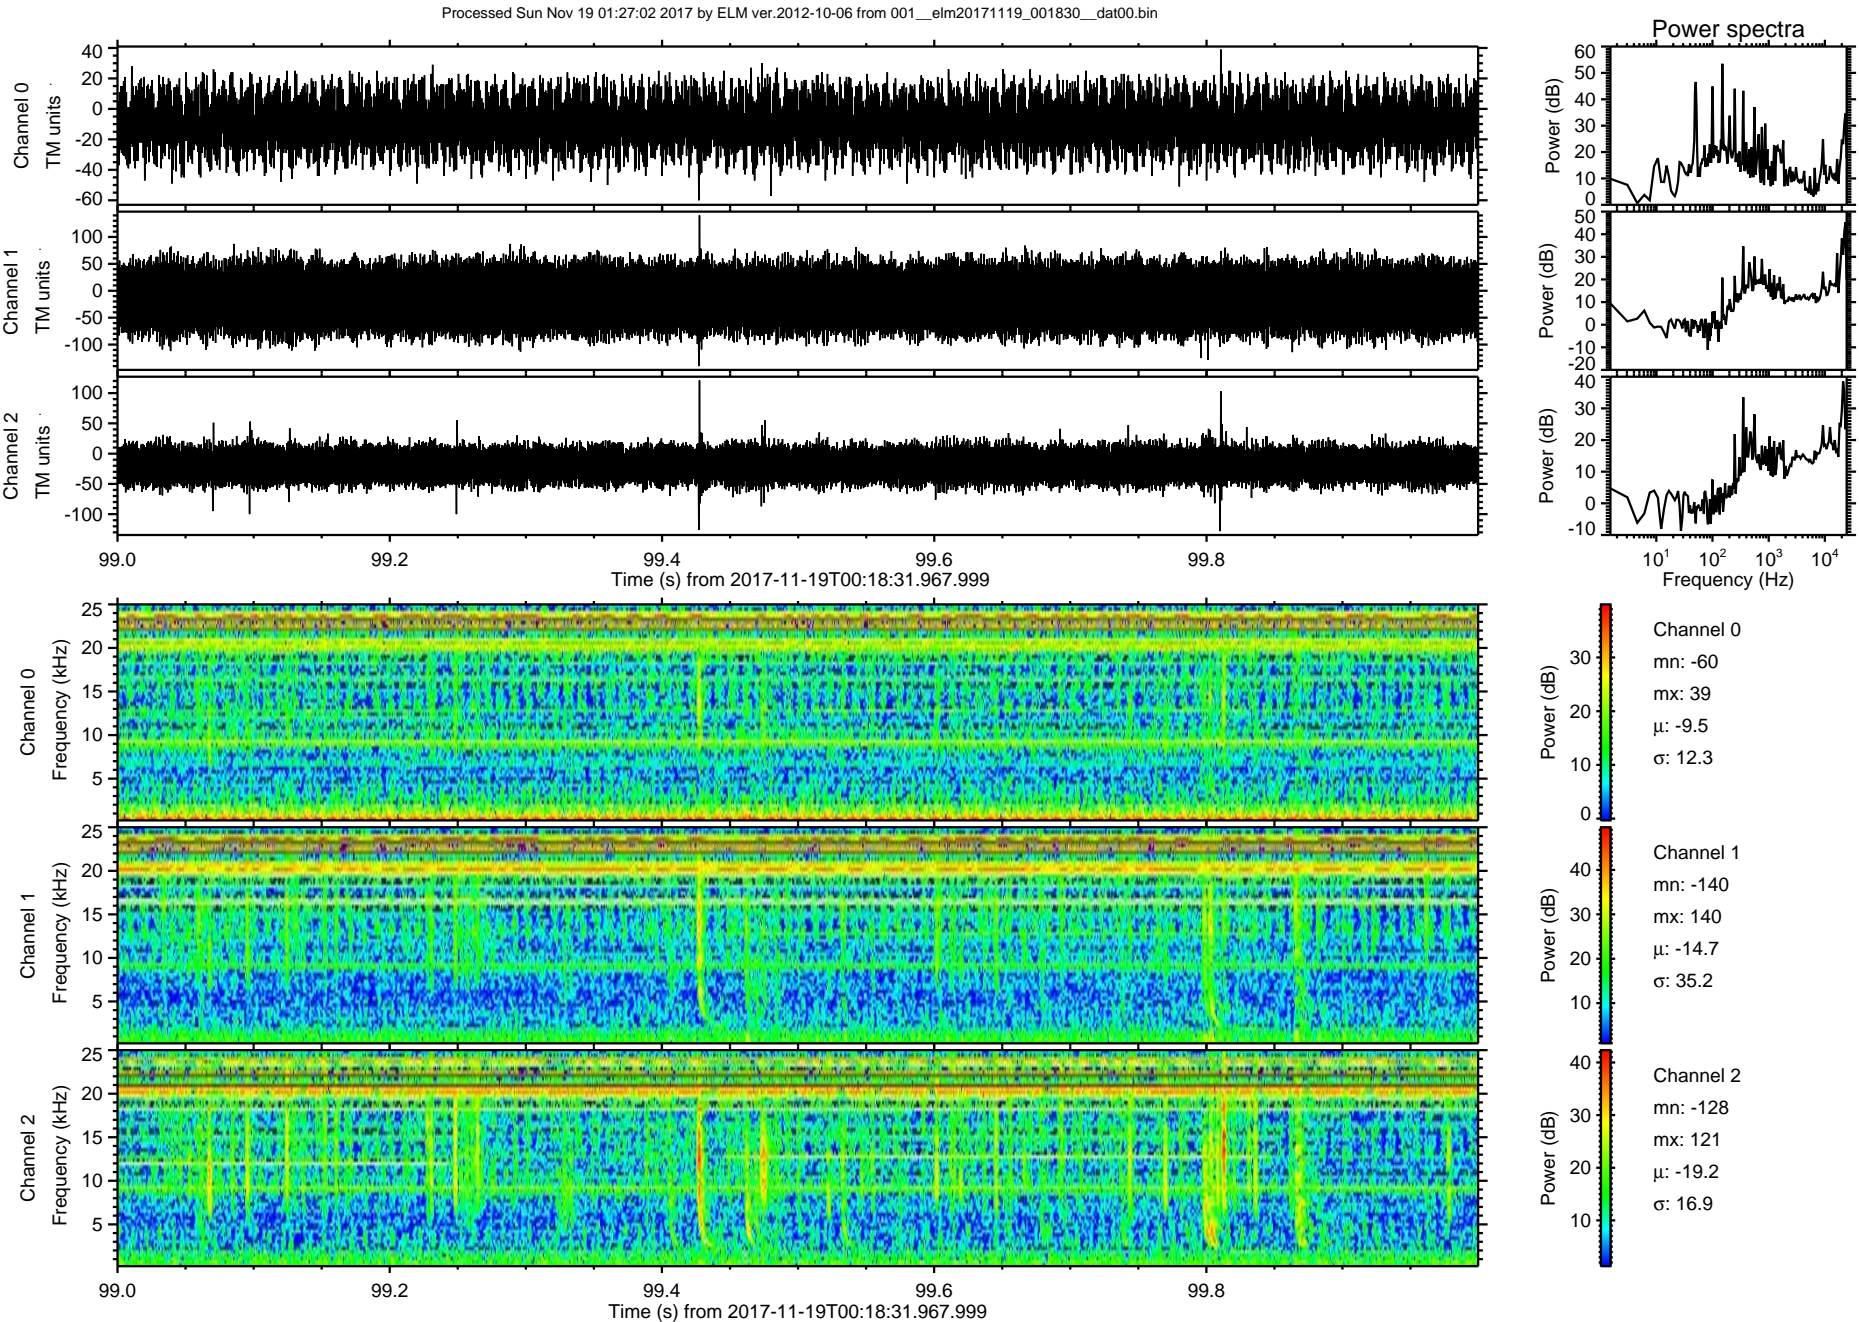 Processed Sun Nov 19 01:27:02 2017 by ELM ver.2012-10-06 from 001__elm20171119_001830__dat00.bin
Power spectra
Channel 0
TM units
40
20
0
-20
-40
-60
Power (dB)
60
50
40
30
20
10
0
Channel 1
TM units
100
50
0
-50
-100
Power (dB)
50
40
30
20
10
0
-10
-20
Channel 2
TM units
100
50
0
-50
-100
Power (dB)
40
30
20
10
0
-10
99.0 99.2 99.4 99.6 99.8
Time (s) from 2017-11-19T00:18:31.967.999
10^1 10^2 10^3 10^4
Frequency (Hz)
Channel 0
Frequency (kHz)
25
20
15
10
5
Power (dB)
30
20
10
0
Channel 0
mn: -60
mx: 39
μ: -9.5
σ: 12.3
Channel 1
Frequency (kHz)
25
20
15
10
5
Power (dB)
40
30
20
10
Channel 1
mn: -140
mx: 140
μ: -14.7
σ: 35.2
Channel 2
Frequency (kHz)
25
20
15
10
5
Power (dB)
40
30
20
10
Channel 2
mn: -128
mx: 121
μ: -19.2
σ: 16.9
99.0 99.2 99.4 99.6 99.8
Time (s) from 2017-11-19T00:18:31.967.999